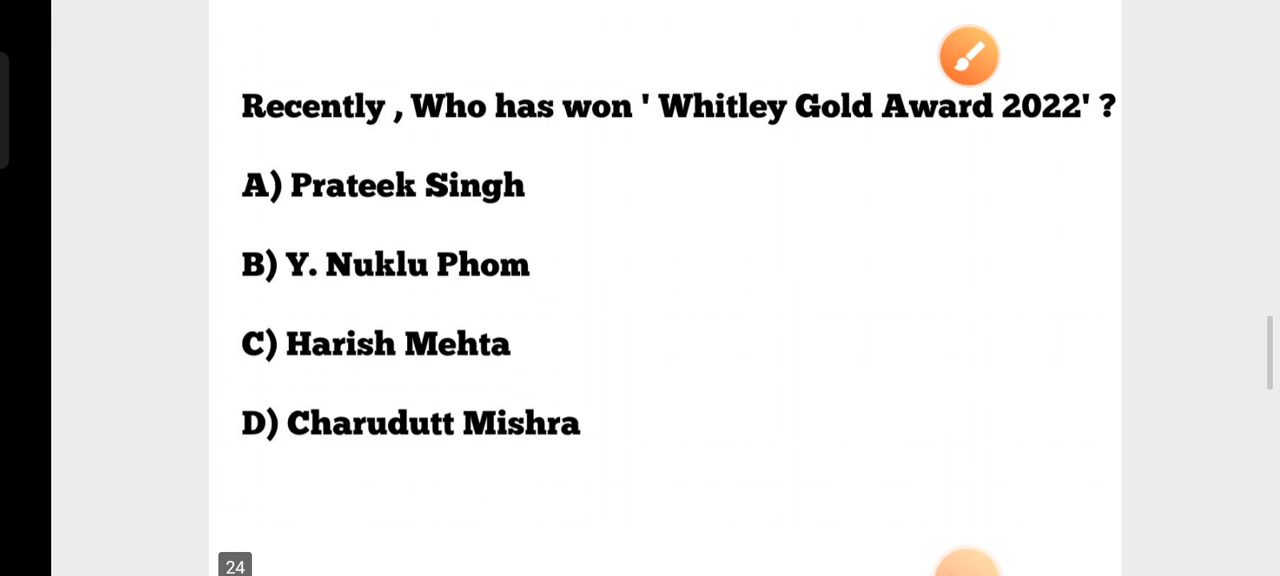 Recently , Who has won ' Whitley Gold Award 2022' ?
A) Prateek Singh
B) Y. Nuklu Phom
C) Harish Mehta
D) Charudutt Mishra
24